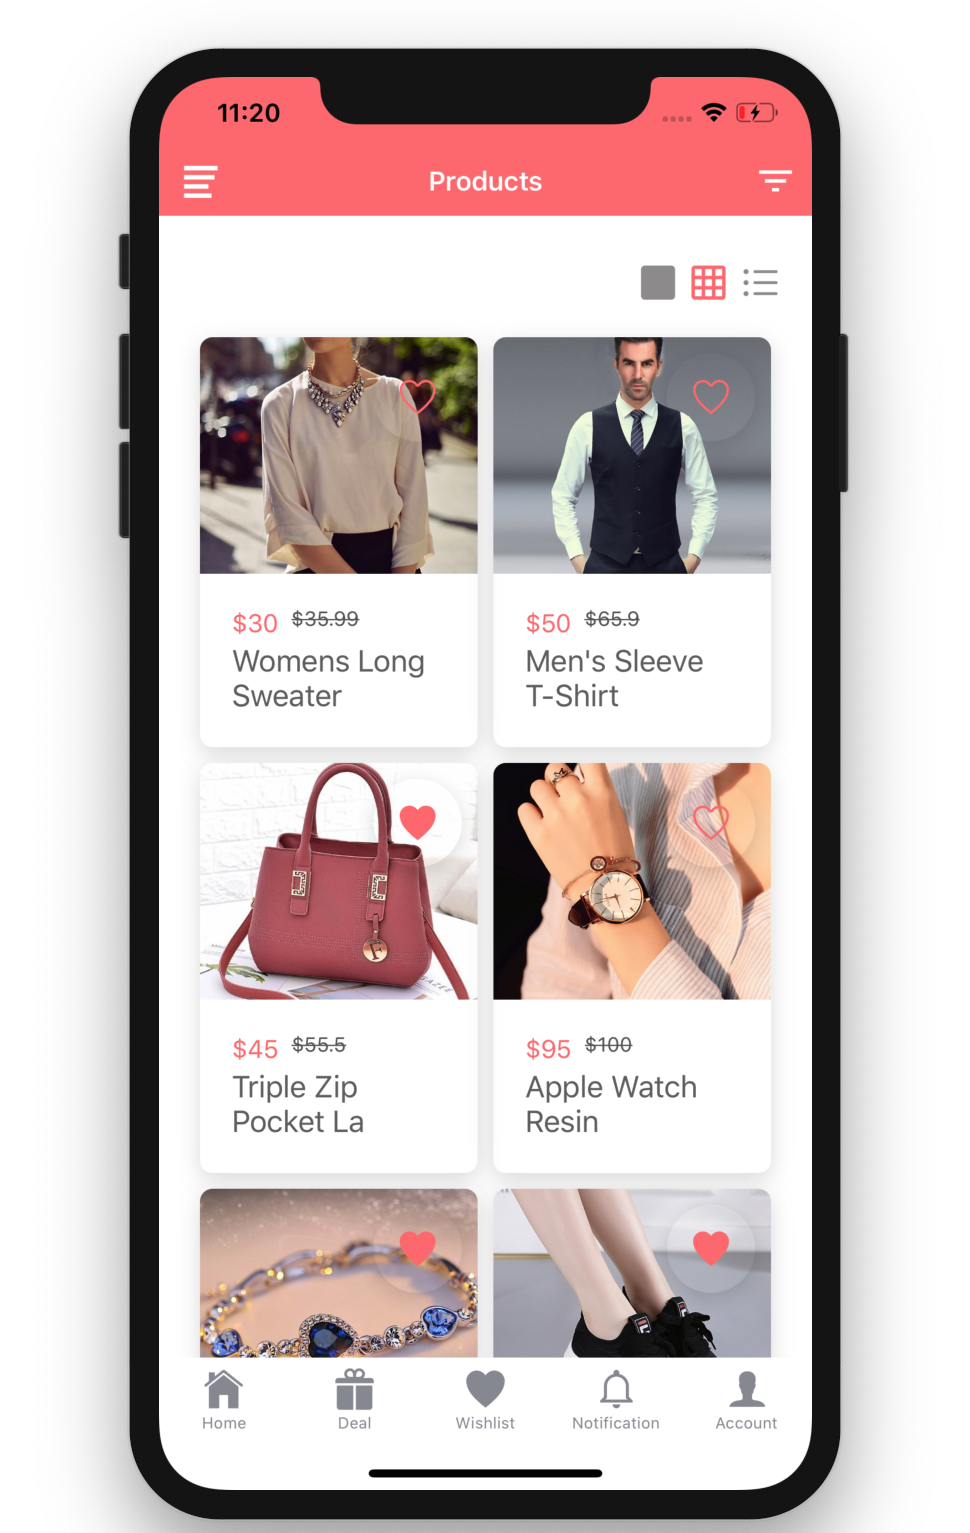 11:20
Products
$30 $35.99
Womens Long
Sweater
$50 $65.9
Men's Sleeve
T-Shirt
F
$45 $55.5
Triple Zip
Pocket La
$95 $100
Apple Watch
Resin
Home
Deal
Wishlist
Notification
Account